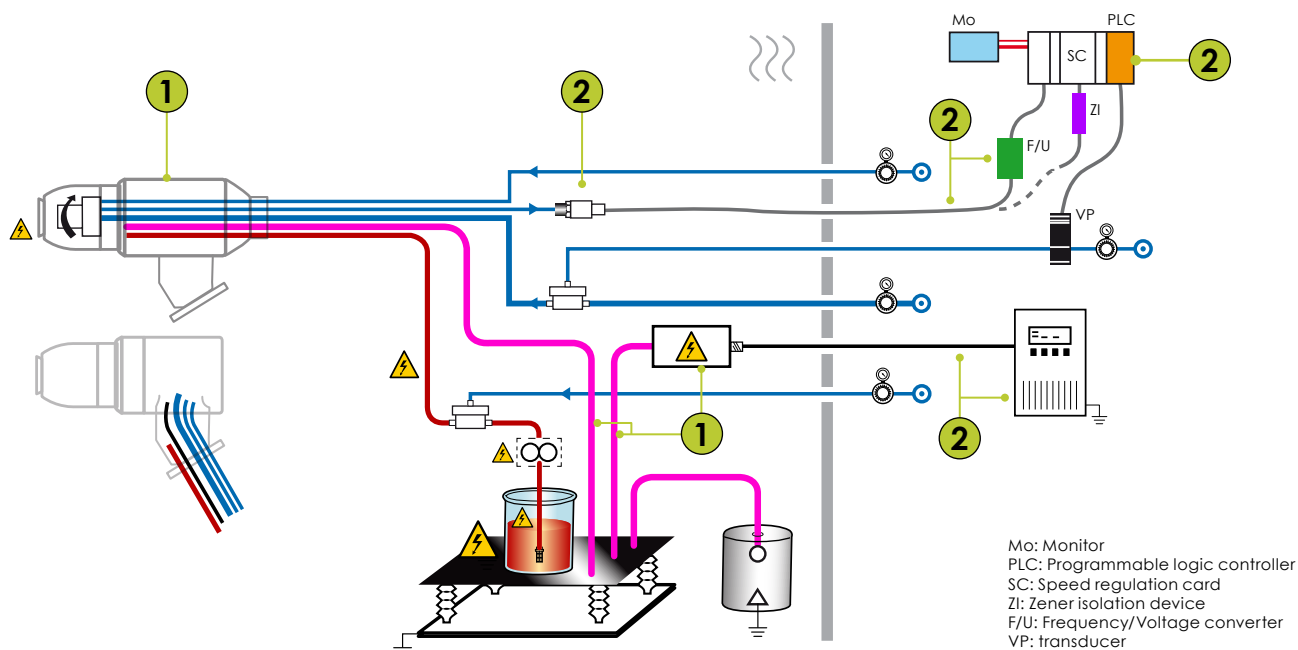 Mo
PLC
SC
2
1
2
2
ZI
F/U
VP
1
2
Mo: Monitor
PLC: Programmable logic controller
SC: Speed regulation card
ZI: Zener isolation device
F/U: Frequency/Voltage converter
VP: transducer